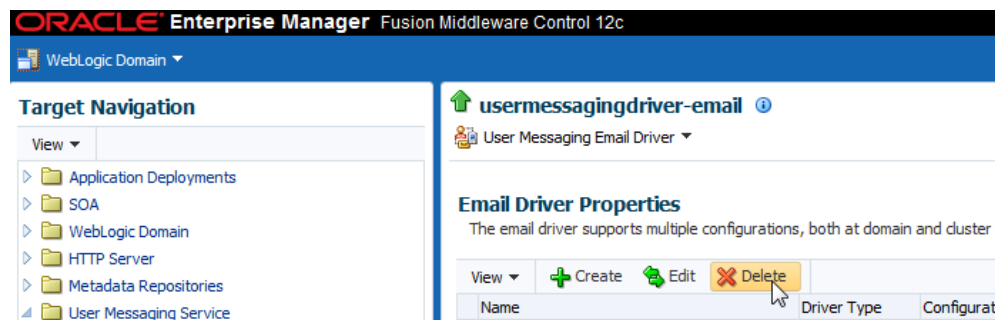 ORACLE Enterprise Manager Fusion Middleware Control 12c
WebLogic Domain
Target Navigation
View
Application Deployments
SOA
WebLogic Domain
HTTP Server
Metadata Repositories
User Messaging Service
usermessagingdriver-email
User Messaging Email Driver
Email Driver Properties
The email driver supports multiple configurations, both at domain and cluster
View Create Edit Delete
Name Driver Type Configurat